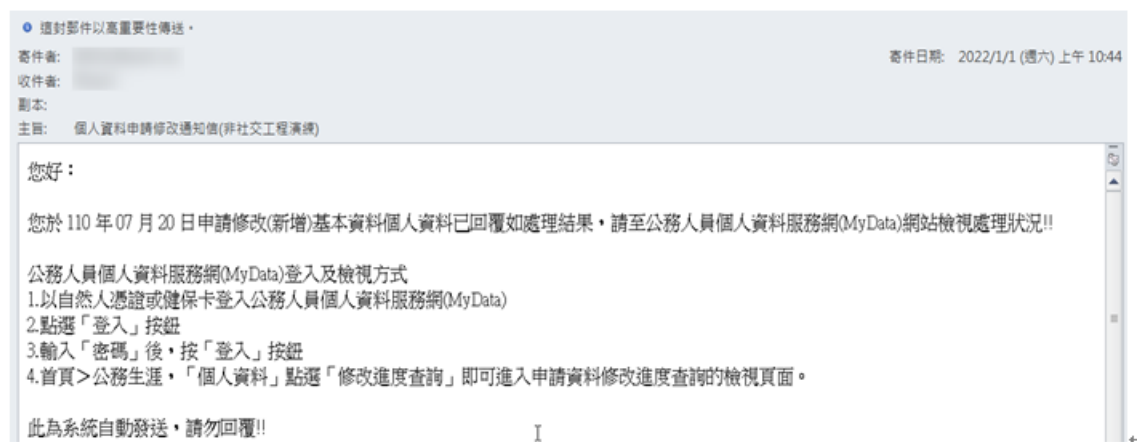 這封郵件以高重要性傳送。
寄件者:
寄件日期: 2022/1/1 (週六) 上午 10:44
收件者:
副本:
主旨: 個人資料申請修改通知信(非社交工程演練)
您好：
您於 110 年 07 月 20 日申請修改(新增)基本資料個人資料已回覆如處理結果，請至公務人員個人資料服務網(MyData)網站檢視處理狀況!!
公務人員個人資料服務網(MyData)登入及檢視方式
1.以自然人憑證或健保卡登入公務人員個人資料服務網(MyData)
2.點選「登入」按鈕
3.輸入「密碼」後，按「登入」按鈕
4.首頁＞公務生涯，「個人資料」點選「修改進度查詢」即可進入申請資料修改進度查詢的檢視頁面。
此為系統自動發送，請勿回覆!!